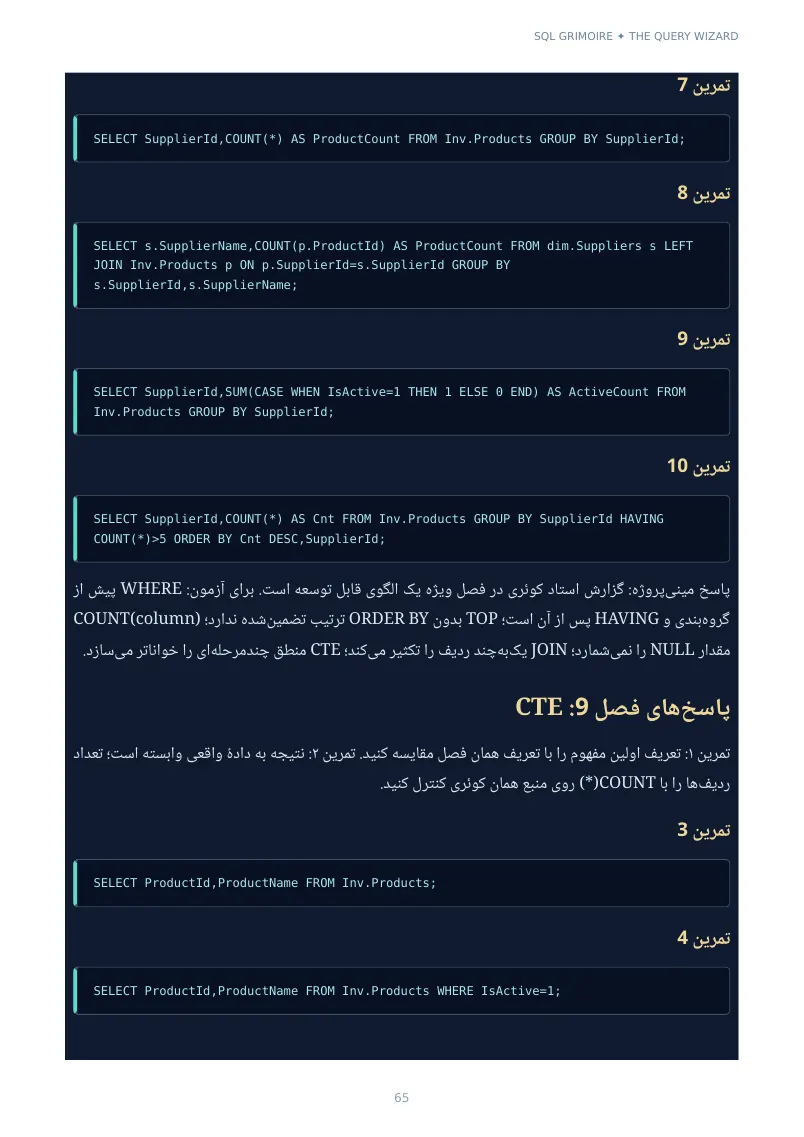 SQL GRIMOIRE ✦ THE QUERY WIZARD
تمرین 7
SELECT SupplierId,COUNT(*) AS ProductCount FROM Inv.Products GROUP BY SupplierId;
تمرین 8
SELECT s.SupplierName,COUNT(p.ProductId) AS ProductCount FROM dim.Suppliers s LEFT
JOIN Inv.Products p ON p.SupplierId=s.SupplierId GROUP BY
s.SupplierId,s.SupplierName;
تمرین 9
SELECT SupplierId,SUM(CASE WHEN IsActive=1 THEN 1 ELSE 0 END) AS ActiveCount FROM
Inv.Products GROUP BY SupplierId;
تمرین 10
SELECT SupplierId,COUNT(*) AS Cnt FROM Inv.Products GROUP BY SupplierId HAVING
COUNT(*)>5 ORDER BY Cnt DESC,SupplierId;
پاسخ مینی‌پروژه: گزارش استاد کوئری در فصل ویژه یک الگوی قابل توسعه است. برای آزمون: WHERE پیش از
گروه‌بندی و HAVING پس از آن است؛ TOP بدون ORDER BY ترتیب تضمین‌شده ندارد؛ COUNT(column)
مقدار NULL را نمی‌شمارد؛ JOIN یک‌به‌چند ردیف را تکثیر می‌کند؛ CTE منطق چندمرحله‌ای را خواناتر می‌سازد.
پاسخ‌های فصل 9: CTE
تمرین ۱: تعریف اولین مفهوم را با تعریف همان فصل مقایسه کنید. تمرین ۲: نتیجه به دادهٔ واقعی وابسته است؛ تعداد
ردیف‌ها را با COUNT(*) روی منبع همان کوئری کنترل کنید.
تمرین 3
SELECT ProductId,ProductName FROM Inv.Products;
تمرین 4
SELECT ProductId,ProductName FROM Inv.Products WHERE IsActive=1;
65